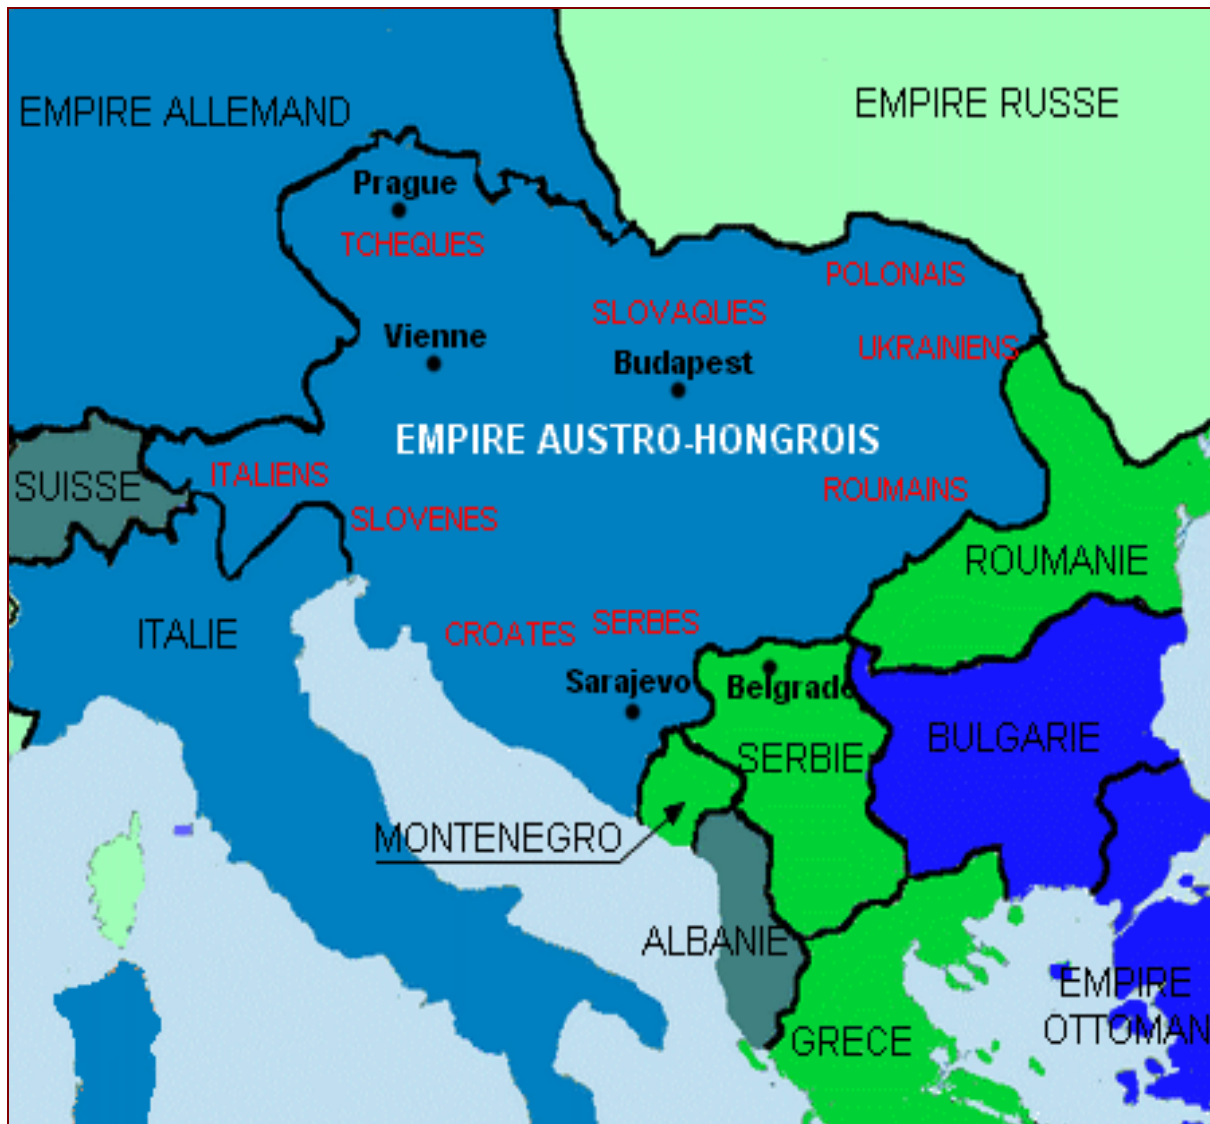 EMPIRE ALLEMAND
EMPIRE RUSSE
Prague
TCHEQUES
POLONAIS
SLOVAQUES
Vienne
UKRAINIENS
Budapest
EMPIRE AUSTRO-HONGROIS
ITALIENS
SUISSE
ROUMAINS
SLOVENES
ROUMANIE
ITALIE
CROATES
SERBES
Sarajevo
Belgrade
BULGARIE
SERBIE
MONTENEGRO
ALBANIE
EMPIRE
OTTOMAN
GRECE